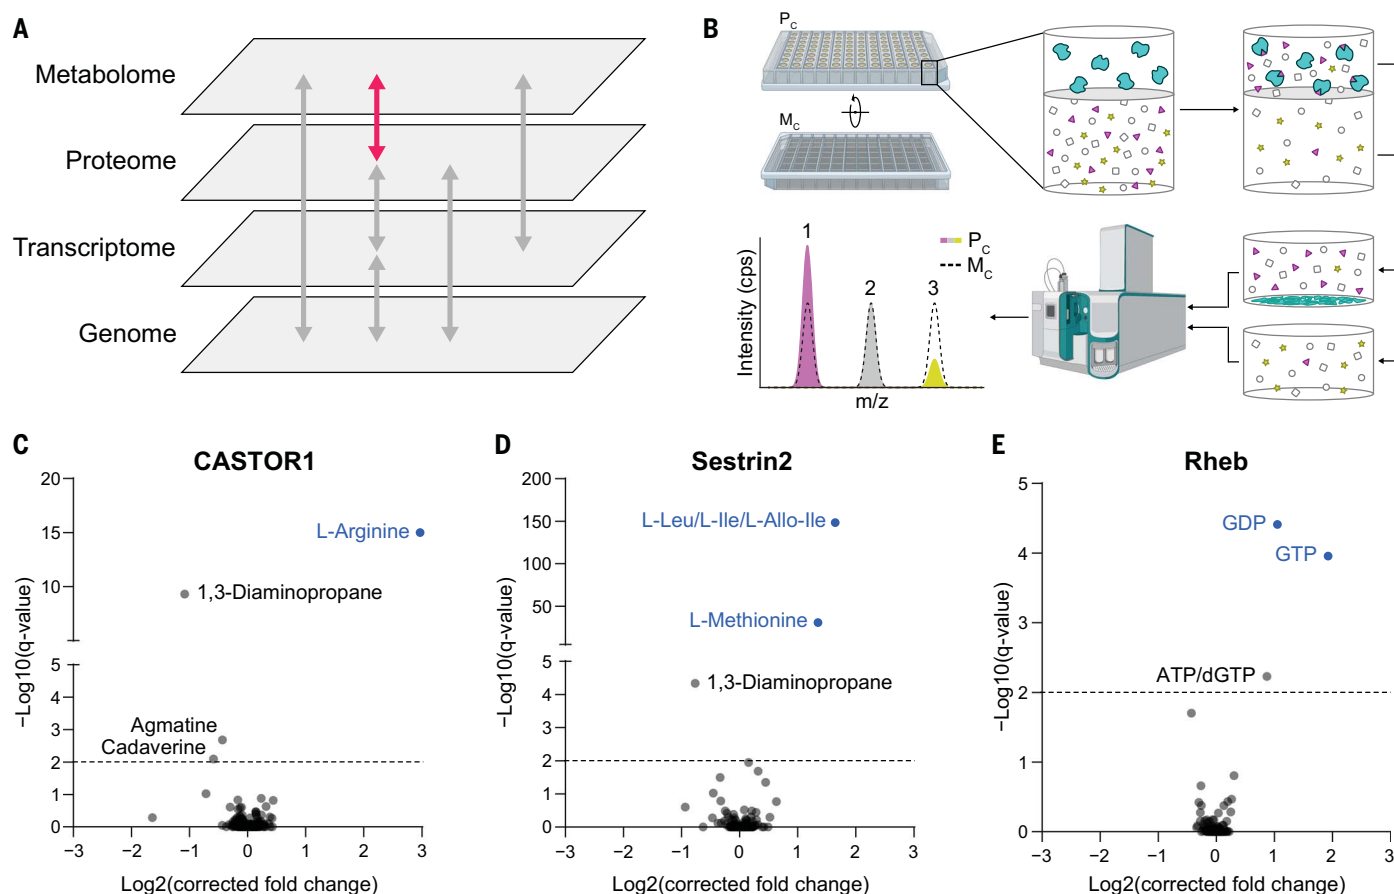 A
Metabolome
Proteome
Transcriptome
Genome
B
P_C
M_C
1
2
3
P_C
M_C
Intensity (cps)
m/z
C
CASTOR1
20
15
10
5
4
3
2
1
0
−Log10(q-value)
L-Arginine
1,3-Diaminopropane
Agmatine
Cadaverine
−3
−2
−1
0
1
2
3
Log2(corrected fold change)
D
Sestrin2
200
150
100
50
5
4
3
2
1
0
−Log10(q-value)
L-Leu/L-Ile/L-Allo-Ile
L-Methionine
1,3-Diaminopropane
−3
−2
−1
0
1
2
3
Log2(corrected fold change)
E
Rheb
5
4
3
2
1
0
−Log10(q-value)
GDP
GTP
ATP/dGTP
−3
−2
−1
0
1
2
3
Log2(corrected fold change)